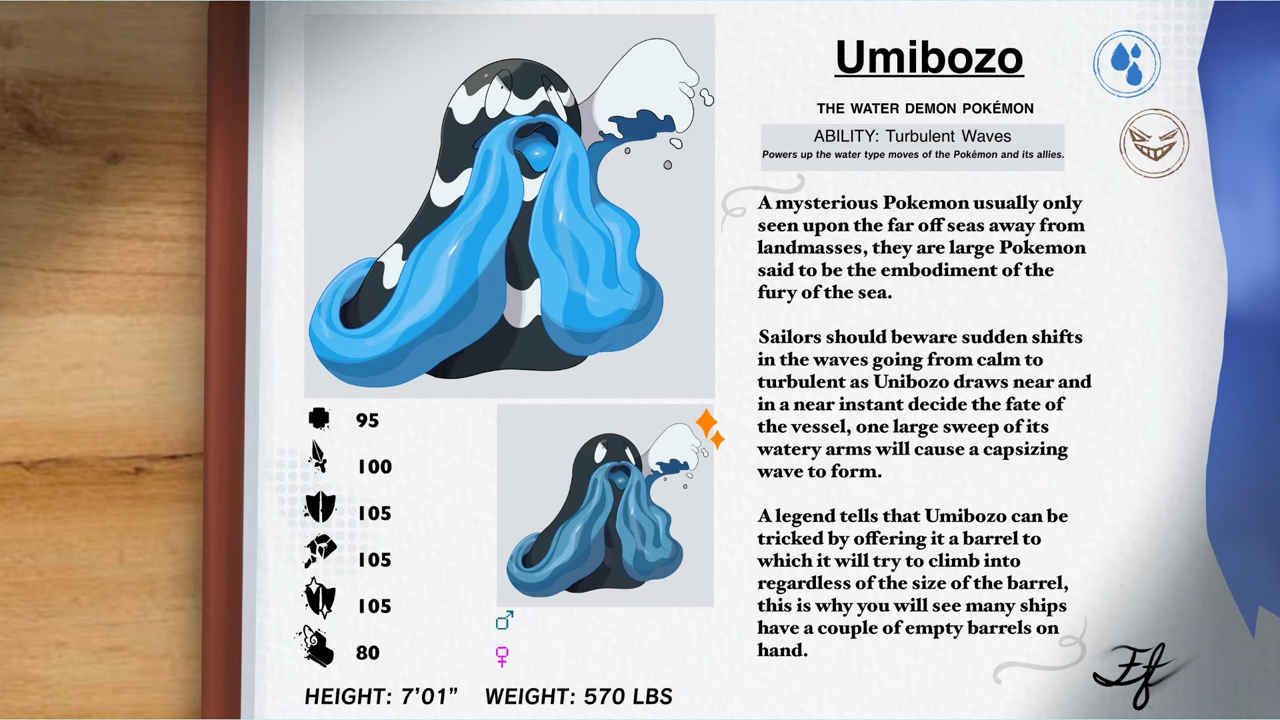 Umibozo
THE WATER DEMON POKÉMON
ABILITY: Turbulent Waves
Powers up the water type moves of the Pokémon and its allies.
A mysterious Pokemon usually only
seen upon the far off seas away from
landmasses, they are large Pokemon
said to be the embodiment of the
fury of the sea.
Sailors should beware sudden shifts
in the waves going from calm to
turbulent as Unibozo draws near and
in a near instant decide the fate of
the vessel, one large sweep of its
watery arms will cause a capsizing
wave to form.
A legend tells that Umibozo can be
tricked by offering it a barrel to
which it will try to climb into
regardless of the size of the barrel,
this is why you will see many ships
have a couple of empty barrels on
hand.
95
100
105
105
105
80
♂
♀
HEIGHT: 7’01” WEIGHT: 570 LBS